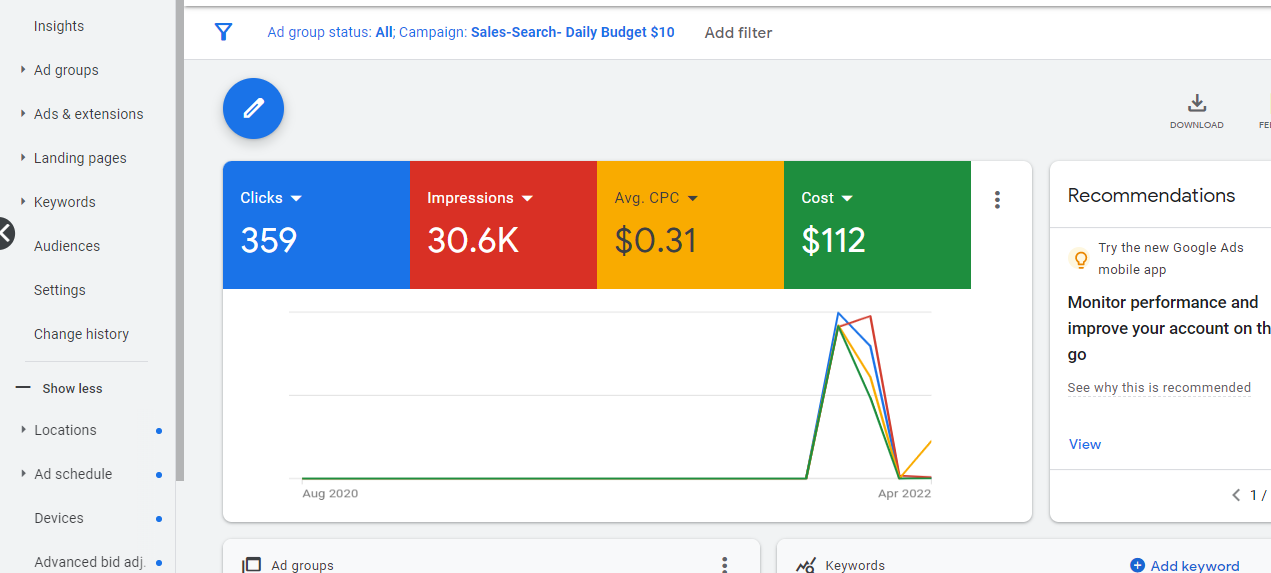 Insights
Ad groups
Ads & extensions
Landing pages
Keywords
Audiences
Settings
Change history
Show less
Locations
Ad schedule
Devices
Advanced bid adj.
Ad group status: All; Campaign: Sales-Search- Daily Budget $10
Add filter
DOWNLOAD
FE
Clicks
359
Impressions
30.6K
Avg. CPC
$0.31
Cost
$112
Aug 2020
Apr 2022
Recommendations
Try the new Google Ads
mobile app
Monitor performance and
improve your account on th
go
See why this is recommended
View
1 /
Ad groups
Keywords
Add keyword